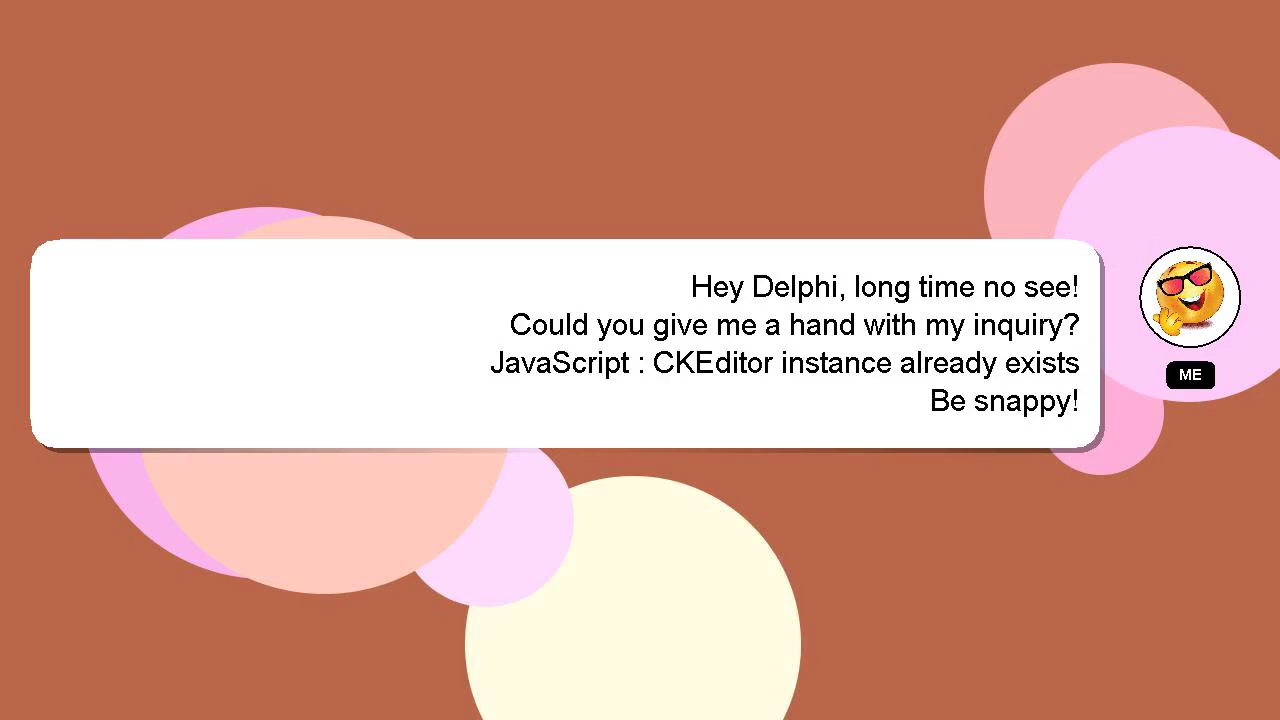 Hey Delphi, long time no see!
Could you give me a hand with my inquiry?
JavaScript : CKEditor instance already exists
Be snappy!
ME